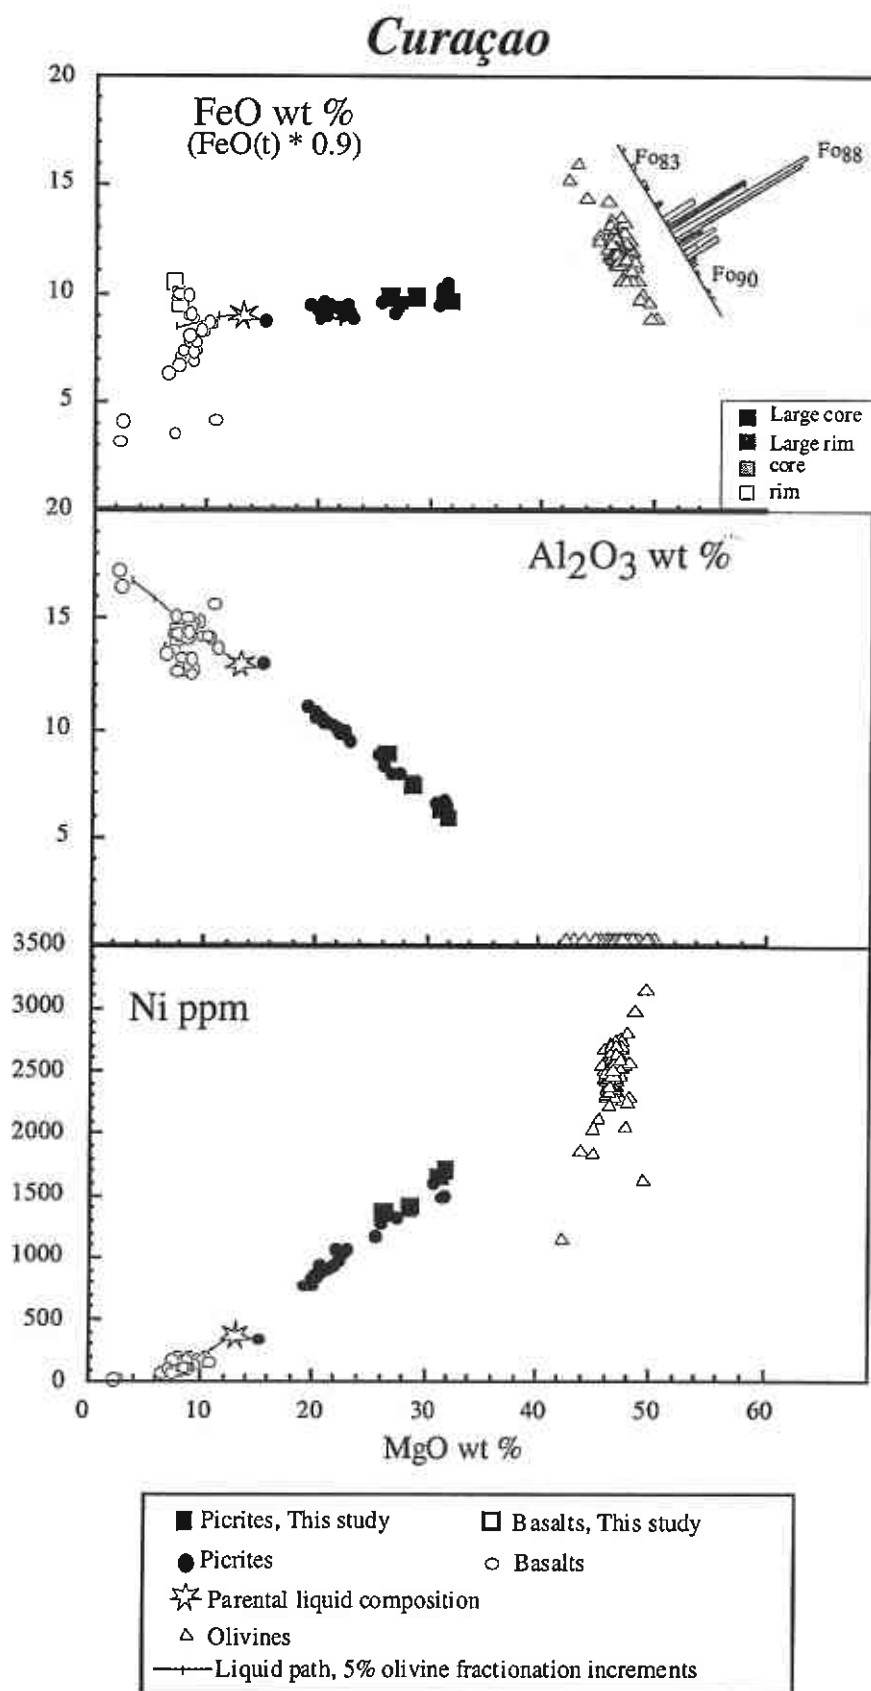 Curaçao
20
FeO wt %
(FeO(t) * 0.9)
Fo83
Fo88
15
Fo90
10
5
Large core
Large rim
core
rim
20
Al2O3 wt %
15
10
5
3500
Ni ppm
3000
2500
2000
1500
1000
500
0
0 10 20 30 40 50 60
MgO wt %
Picrites, This study
Basalts, This study
Picrites
Basalts
Parental liquid composition
Olivines
Liquid path, 5% olivine fractionation increments